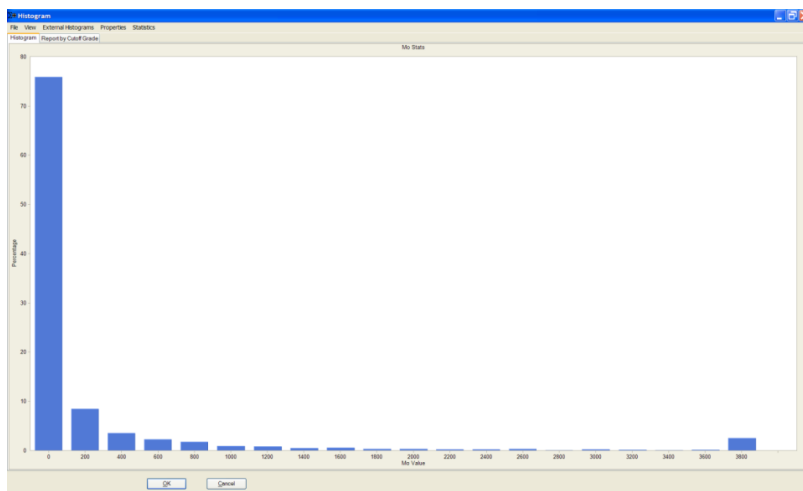 Histogram
File View External Histograms Properties Statistics
Histogram Report by Cutoff Grade
Mo Stats
80
70
60
50
Percentage
40
30
20
10
0
0 200 400 600 800 1000 1200 1400 1600 1800 2000 2200 2400 2600 2800 3000 3200 3400 3600 3800
Mo Value
OK Cancel